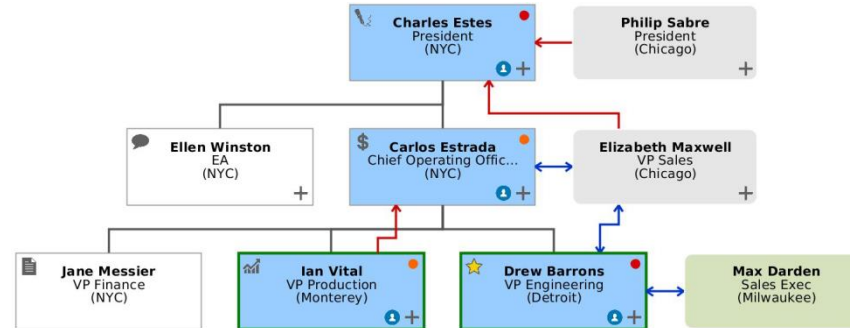 Charles Estes
President
(NYC)
Philip Sabre
President
(Chicago)
Ellen Winston
EA
(NYC)
$
Carlos Estrada
Chief Operating Offic...
(NYC)
Elizabeth Maxwell
VP Sales
(Chicago)
Jane Messier
VP Finance
(NYC)
Ian Vital
VP Production
(Monterey)
Drew Barrons
VP Engineering
(Detroit)
Max Darden
Sales Exec
(Milwaukee)